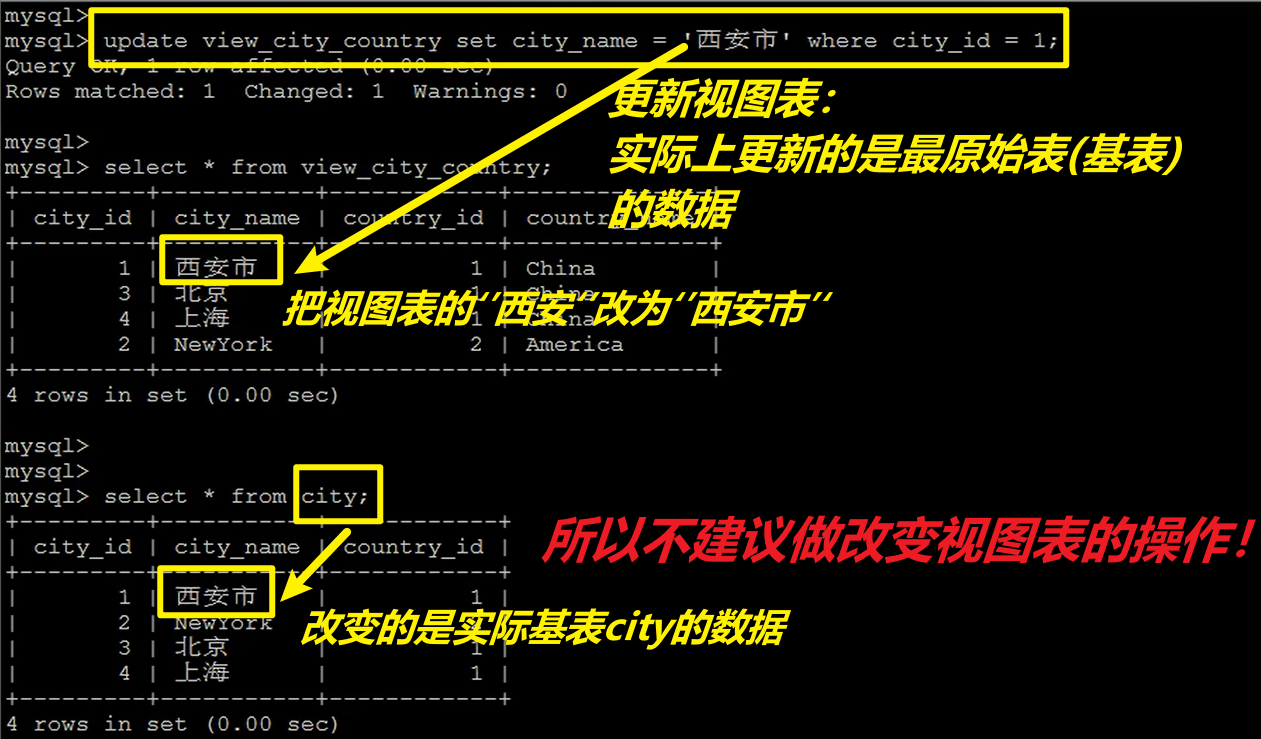 mysql>
mysql> update view_city_country set city_name = '西安市' where city_id = 1;
Query OK, 1 row affected (0.00 sec)
Rows matched: 1  Changed: 1  Warnings: 0
更新视图表：
实际上更新的是最原始表(基表)
的数据
mysql>
mysql> select * from view_city_country;
+---------+-----------+------------+--------------+
| city_id | city_name | country_id | country_name |
+---------+-----------+------------+--------------+
| 1 | 西安市 | 1 | China |
| 3 | 北京 | 1 | China |
| 4 | 上海 | 1 | China |
| 2 | NewYork | 2 | America |
+---------+-----------+------------+--------------+
把视图表的“西安”改为“西安市”
4 rows in set (0.00 sec)
mysql>
mysql>
mysql> select * from city;
+---------+-----------+------------+
| city_id | city_name | country_id |
+---------+-----------+------------+
| 1 | 西安市 | 1 |
| 2 | NewYork | |
| 3 | 北京 | 1 |
| 4 | 上海 | 1 |
+---------+-----------+------------+
所以不建议做改变视图表的操作！
改变的是实际基表city的数据
4 rows in set (0.00 sec)